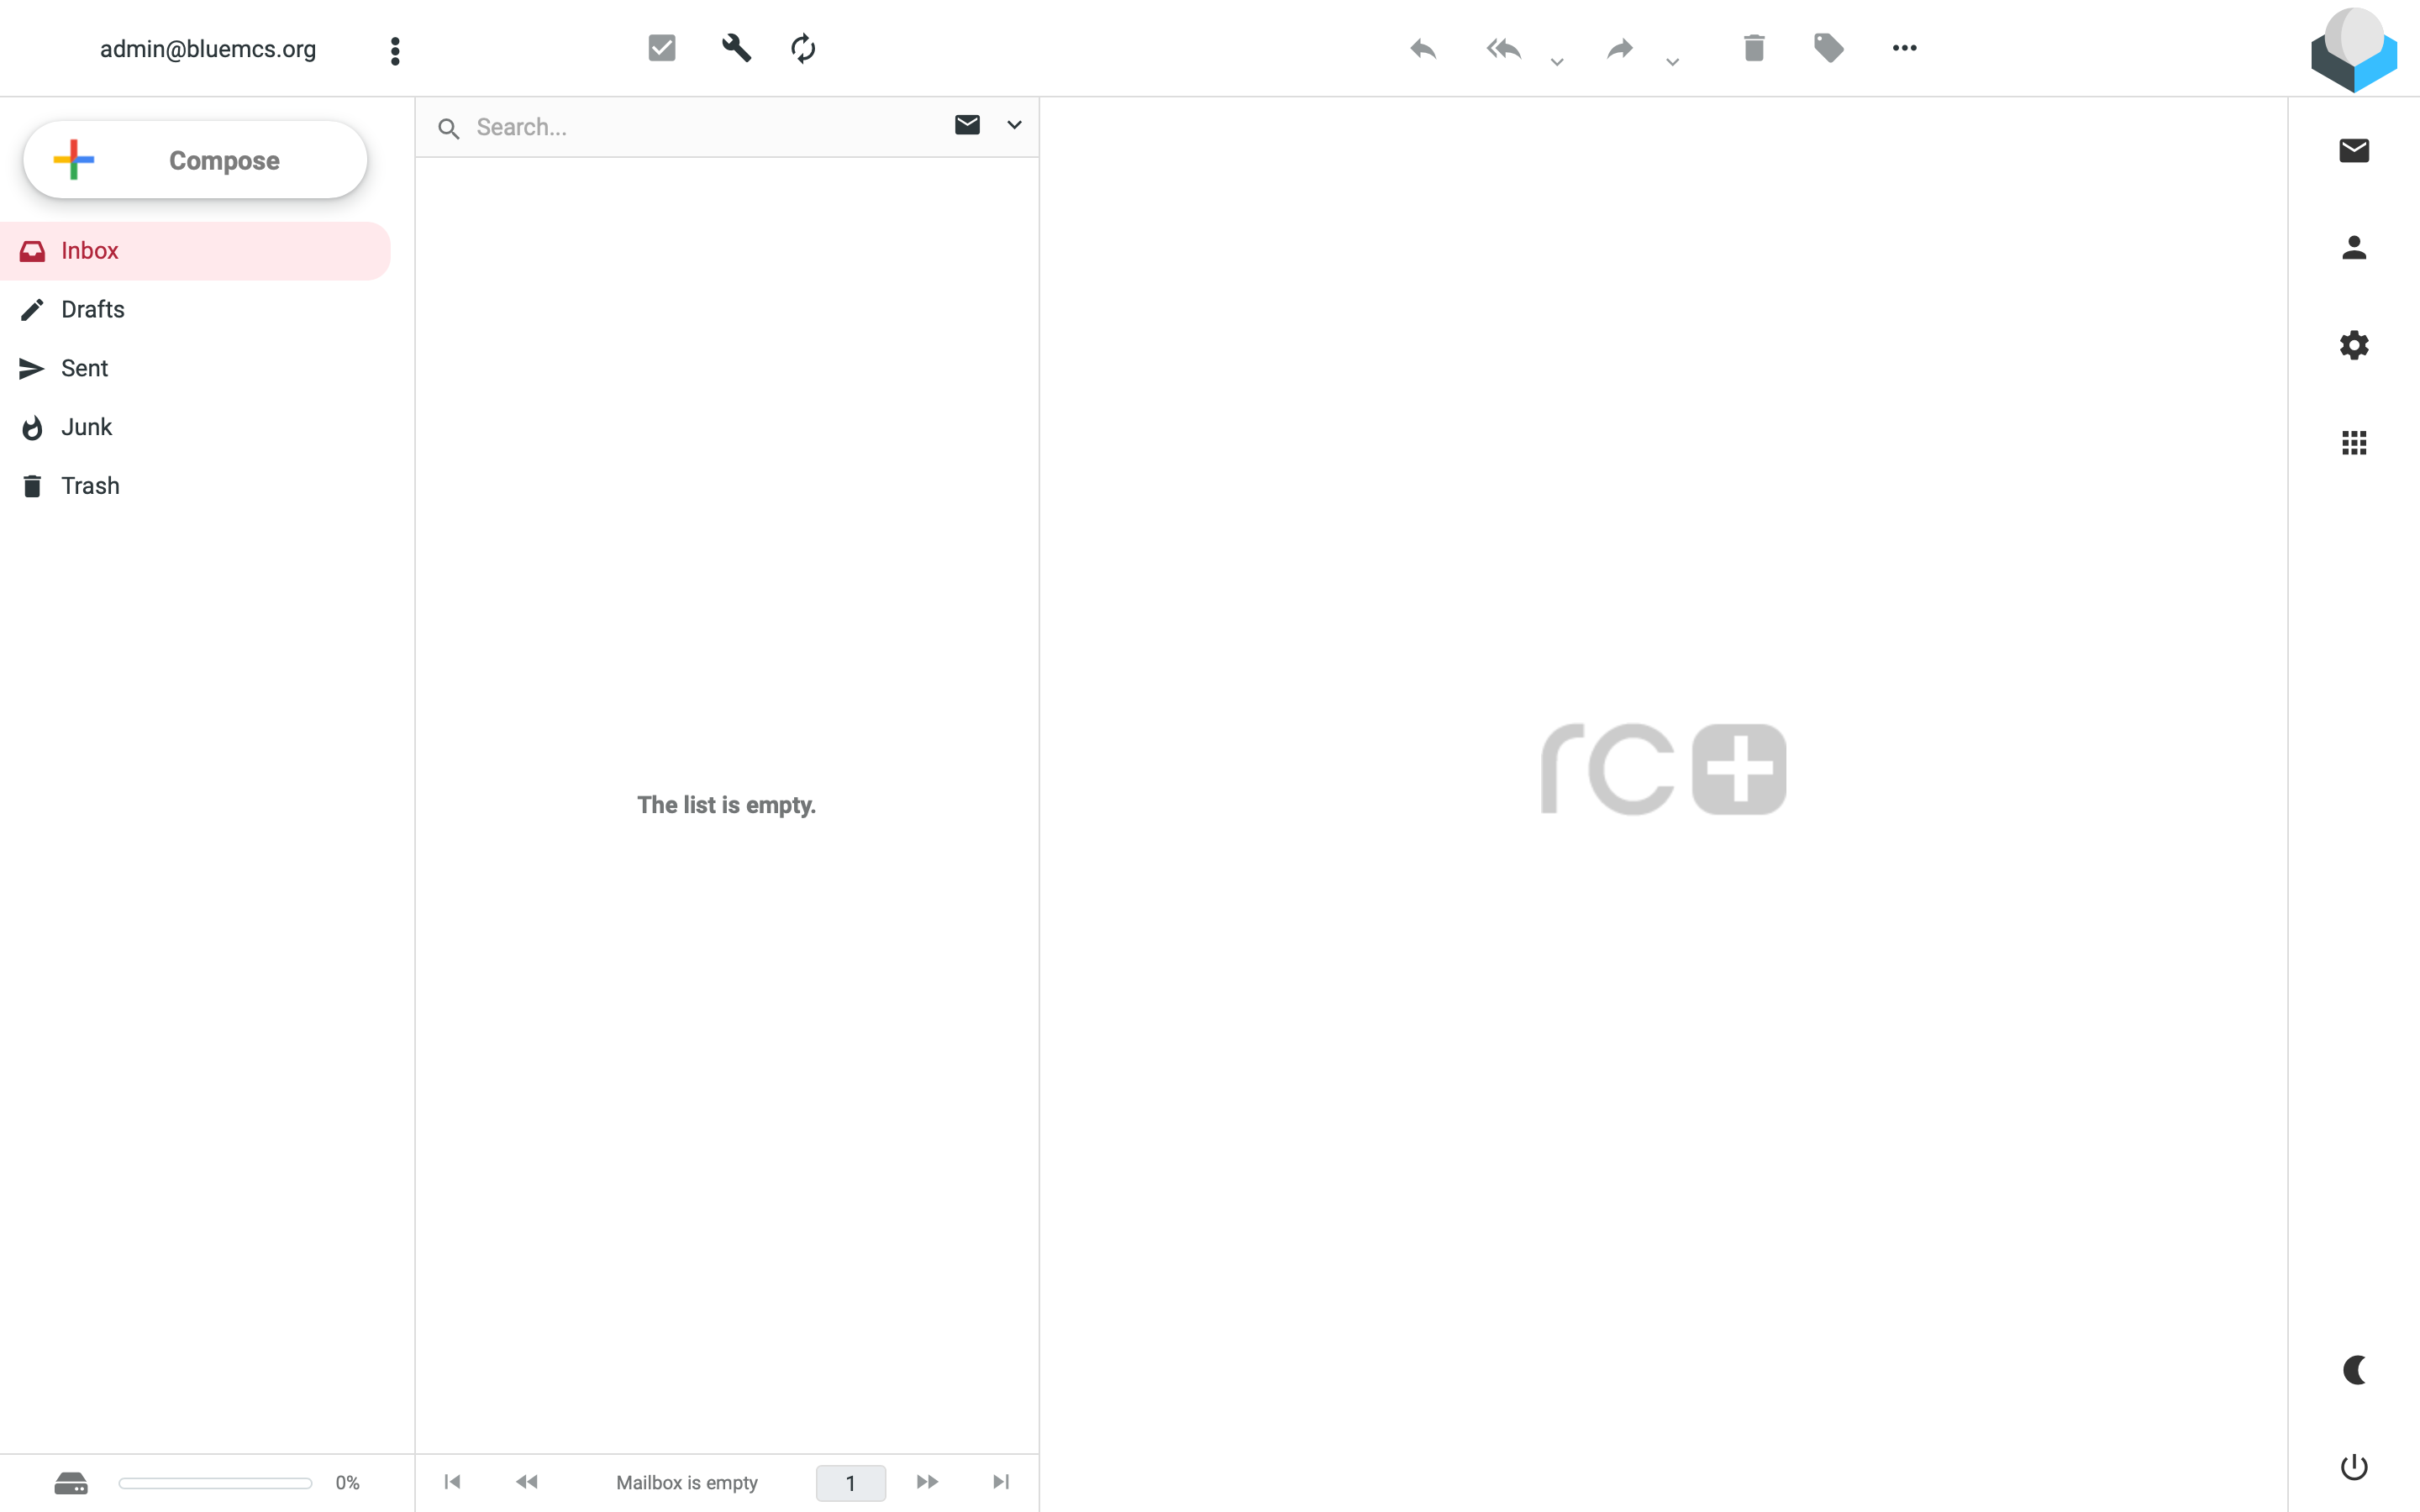 admin@bluemcs.org
Compose
Inbox
Drafts
Sent
Junk
Trash
0%
Search...
The list is empty.
Mailbox is empty
1
rc+